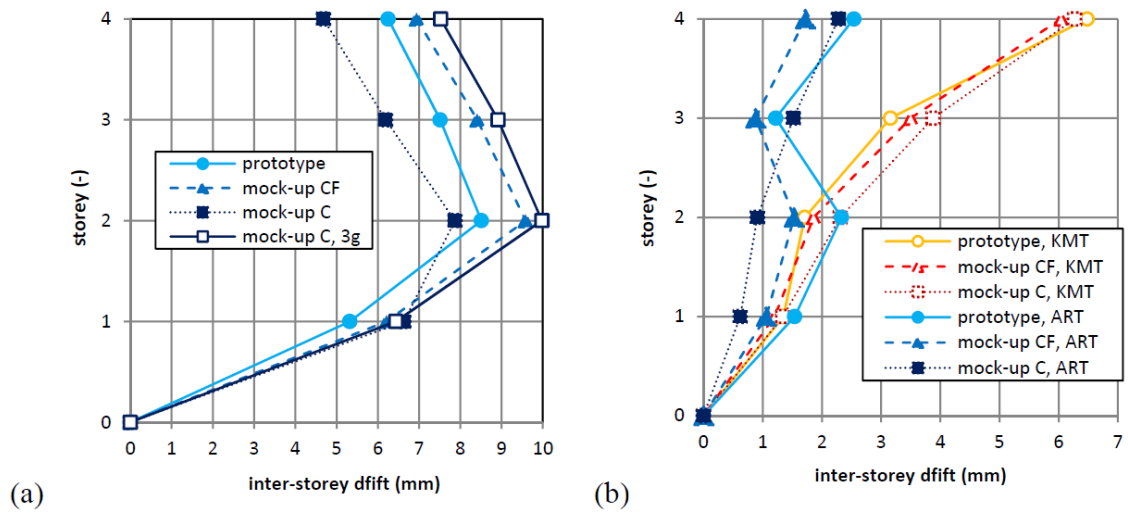 4
3
2
1
0
storey (-)
prototype
mock-up CF
mock-up C
mock-up C, 3g
0 1 2 3 4 5 6 7 8 9 10
inter-storey dfift (mm)
(a)
4
3
2
1
0
storey (-)
prototype, KMT
mock-up CF, KMT
mock-up C, KMT
prototype, ART
mock-up CF, ART
mock-up C, ART
0 1 2 3 4 5 6 7
inter-storey dfift (mm)
(b)